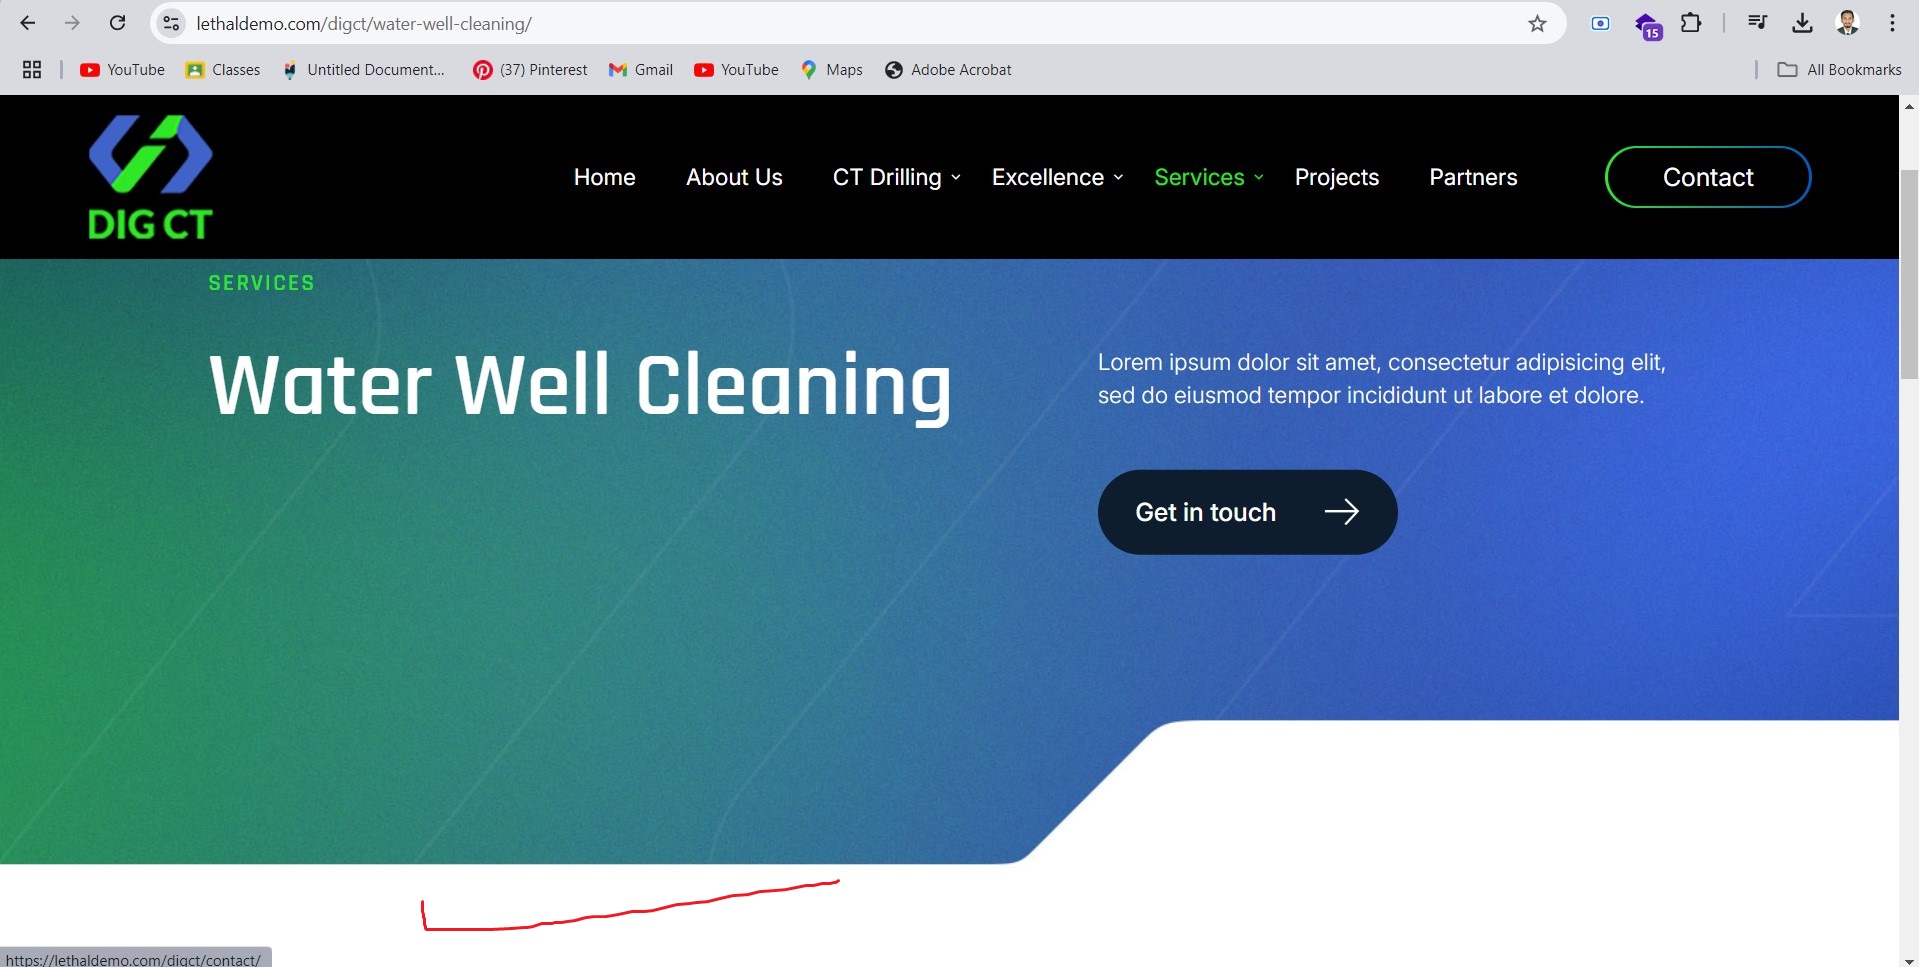 lethaldemo.com/digct/water-well-cleaning/
15
YouTube
Classes
Untitled Document...
(37) Pinterest
Gmail
YouTube
Maps
Adobe Acrobat
All Bookmarks
DIG CT
Home
About Us
CT Drilling
Excellence
Services
Projects
Partners
Contact
SERVICES
Water Well Cleaning
Lorem ipsum dolor sit amet, consectetur adipisicing elit,
sed do eiusmod tempor incididunt ut labore et dolore.
Get in touch
https://lethaldemo.com/digct/contact/